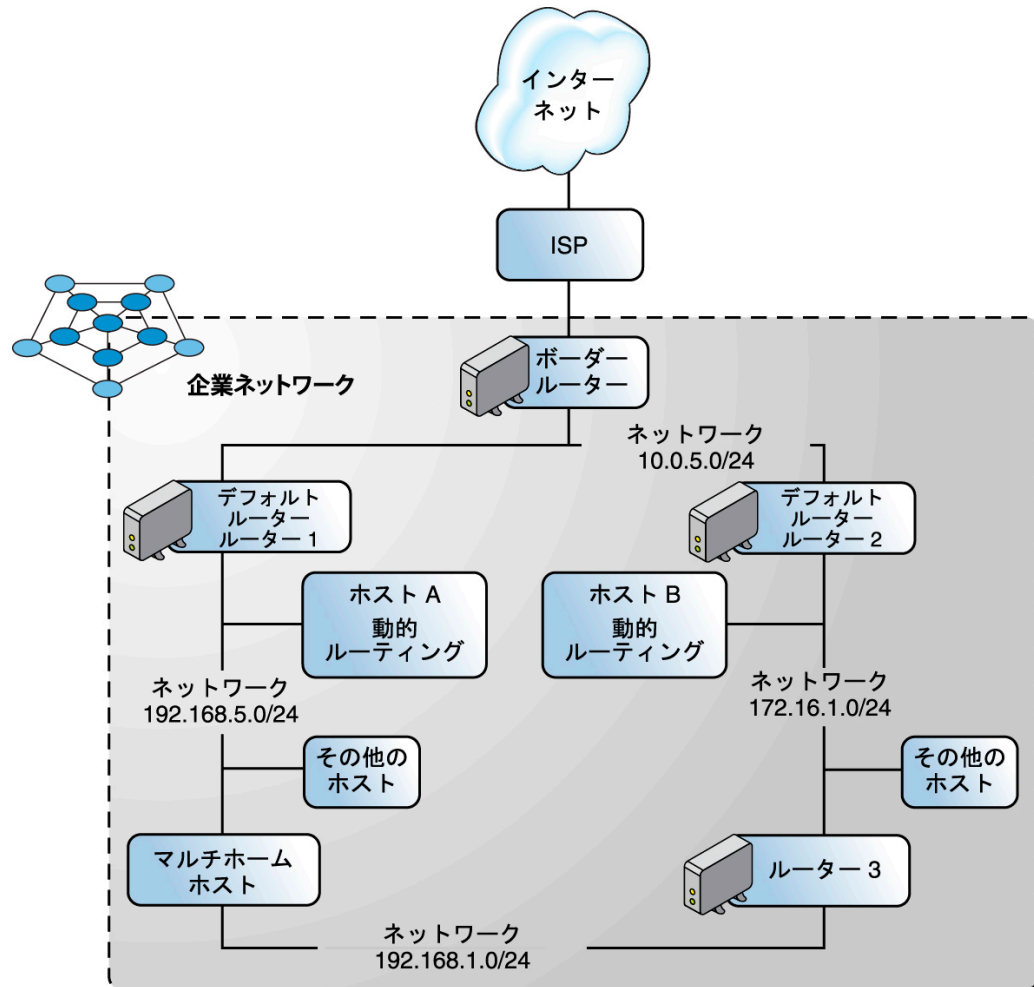 インター
ネット
ISP
企業ネットワーク
ボーダー
ルーター
ネットワーク
10.0.5.0/24
デフォルト
ルーター
ルーター 1
デフォルト
ルーター
ルーター 2
ホスト A
動的
ルーティング
ホスト B
動的
ルーティング
ネットワーク
192.168.5.0/24
ネットワーク
172.16.1.0/24
その他の
ホスト
その他の
ホスト
マルチホーム
ホスト
ルーター 3
ネットワーク
192.168.1.0/24